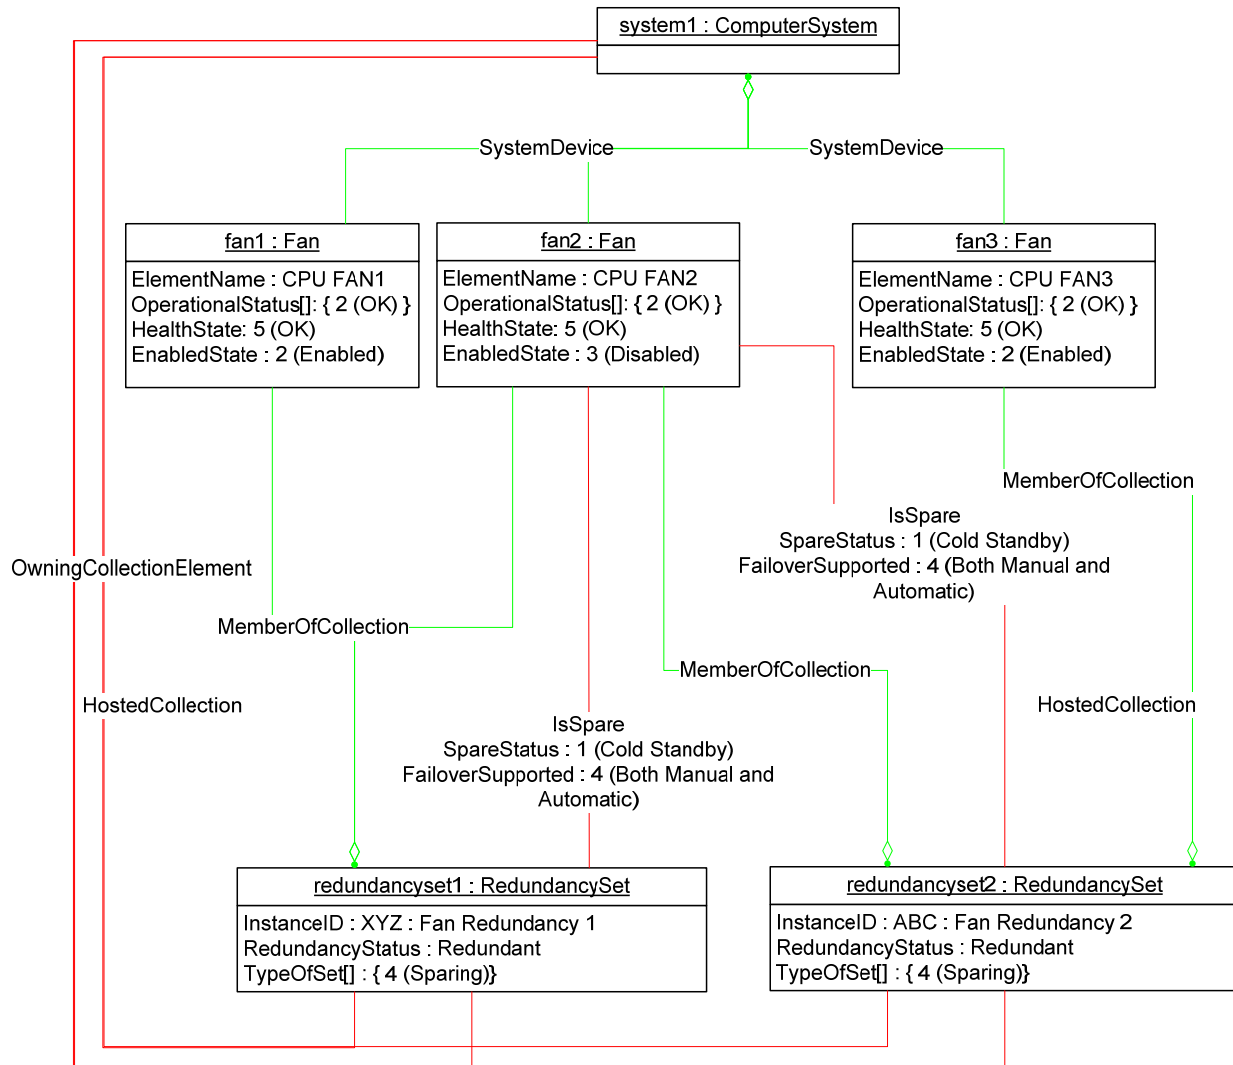 system1 : ComputerSystem
SystemDevice
SystemDevice
fan1 : Fan
ElementName : CPU FAN1
OperationalStatus[]: { 2 (OK) }
HealthState: 5 (OK)
EnabledState : 2 (Enabled)
fan2 : Fan
ElementName : CPU FAN2
OperationalStatus[]: { 2 (OK) }
HealthState: 5 (OK)
EnabledState : 3 (Disabled)
fan3 : Fan
ElementName : CPU FAN3
OperationalStatus[]: { 2 (OK) }
HealthState: 5 (OK)
EnabledState : 2 (Enabled)
MemberOfCollection
IsSpare
SpareStatus : 1 (Cold Standby)
FailoverSupported : 4 (Both Manual and
Automatic)
OwningCollectionElement
MemberOfCollection
MemberOfCollection
HostedCollection
HostedCollection
IsSpare
SpareStatus : 1 (Cold Standby)
FailoverSupported : 4 (Both Manual and
Automatic)
redundancyset1 : RedundancySet
InstanceID : XYZ : Fan Redundancy 1
RedundancyStatus : Redundant
TypeOfSet[] : { 4 (Sparing)}
redundancyset2 : RedundancySet
InstanceID : ABC : Fan Redundancy 2
RedundancyStatus : Redundant
TypeOfSet[] : { 4 (Sparing)}